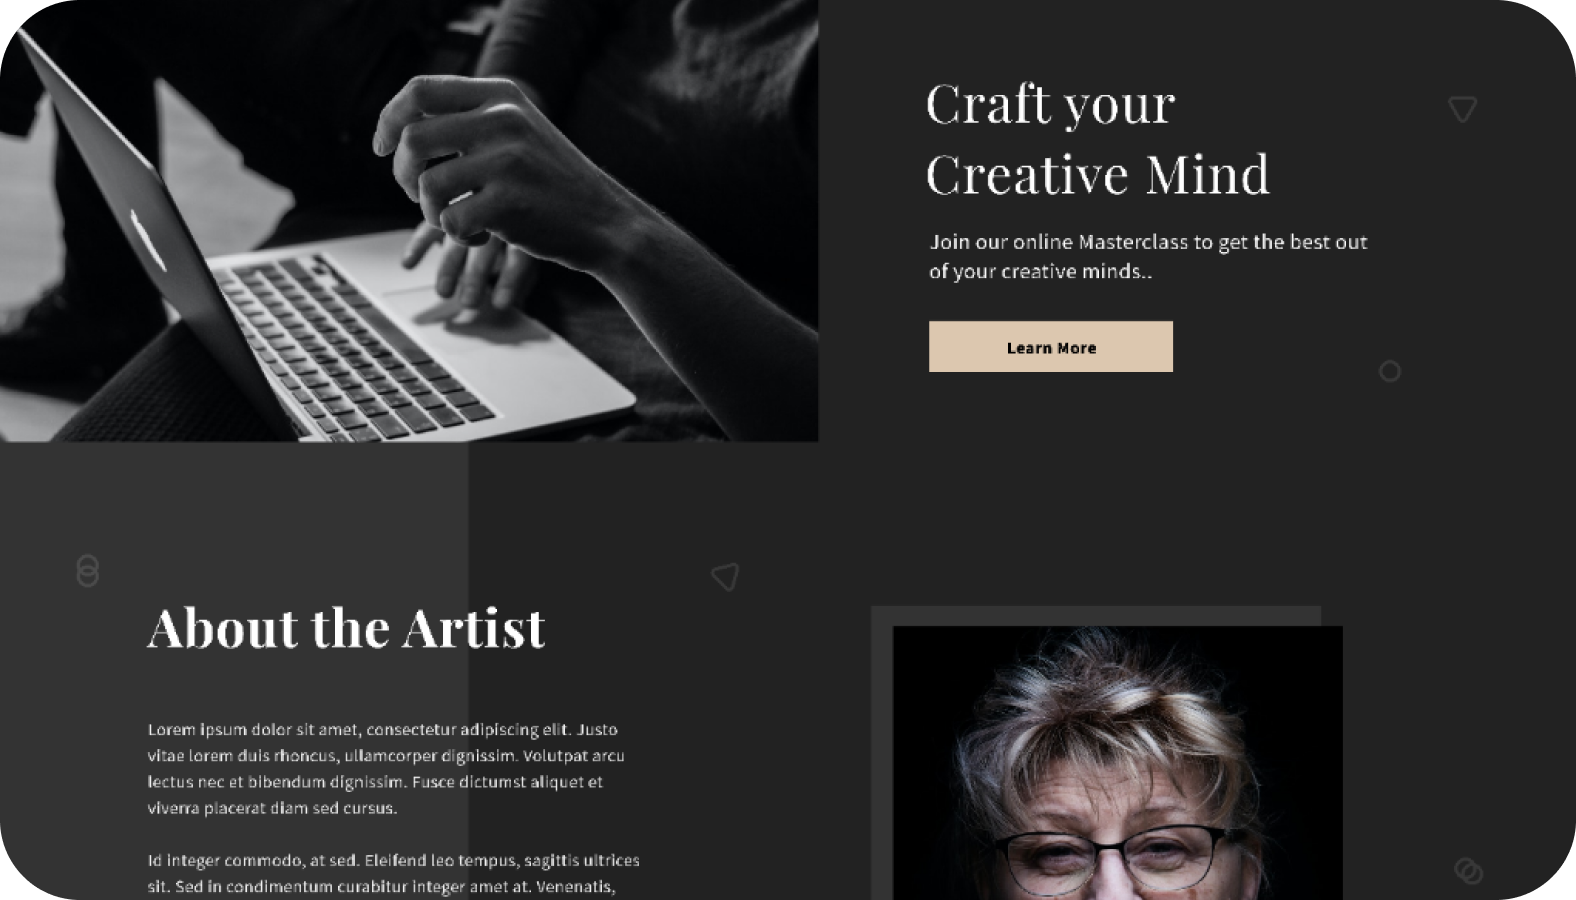 Craft your
Creative Mind
Join our online Masterclass to get the best out
of your creative minds..
Learn More
About the Artist
Lorem ipsum dolor sit amet, consectetur adipiscing elit. Justo
vitae lorem duis rhoncus, ullamcorper dignissim. Volutpat arcu
lectus nec et bibendum dignissim. Fusce dictumst aliquet et
viverra placerat diam sed cursus.
Id integer commodo, at sed. Eleifend leo tempus, sagittis ultrices
sit. Sed in condimentum curabitur integer amet at. Venenatis,